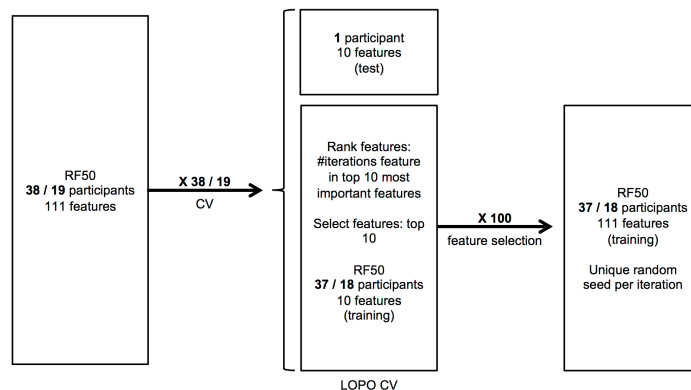 RF50
38 / 19 participants
111 features
X 38 / 19
CV
1 participant
10 features
(test)
Rank features:
#iterions feature
in top 10 most
important features
Select features: top
10
RF50
37 / 18 participants
10 features
(training)
LOPO CV
X 100
feature selection
RF50
37 / 18 participants
111 features
(training)
Unique random
seed per iteration